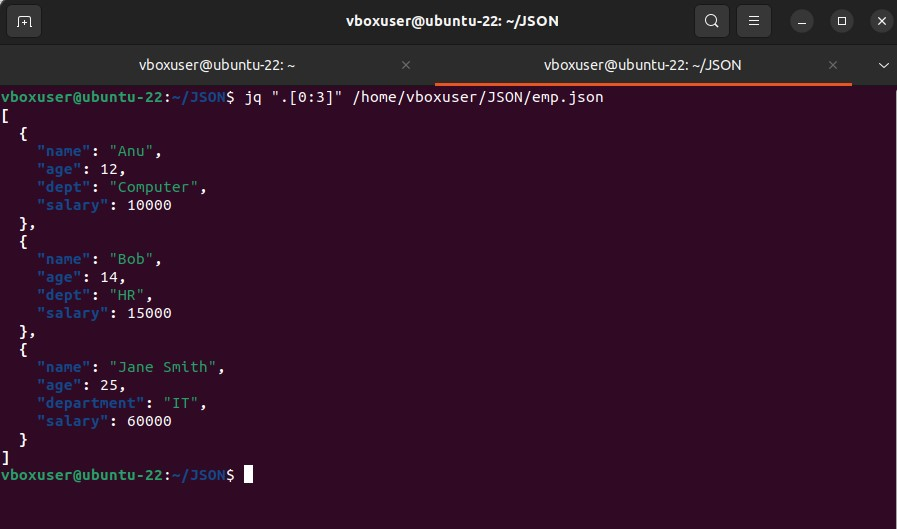 vboxuser@ubuntu-22: ~/JSON
vboxuser@ubuntu-22: ~
vboxuser@ubuntu-22: ~/JSON
vboxuser@ubuntu-22:~/JSON$ jq ".[0:3]" /home/vboxuser/JSON/emp.json
[
  {
    "name": "Anu",
    "age": 12,
    "dept": "Computer",
    "salary": 10000
  },
  {
    "name": "Bob",
    "age": 14,
    "dept": "HR",
    "salary": 15000
  },
  {
    "name": "Jane Smith",
    "age": 25,
    "department": "IT",
    "salary": 60000
  }
]
vboxuser@ubuntu-22:~/JSON$